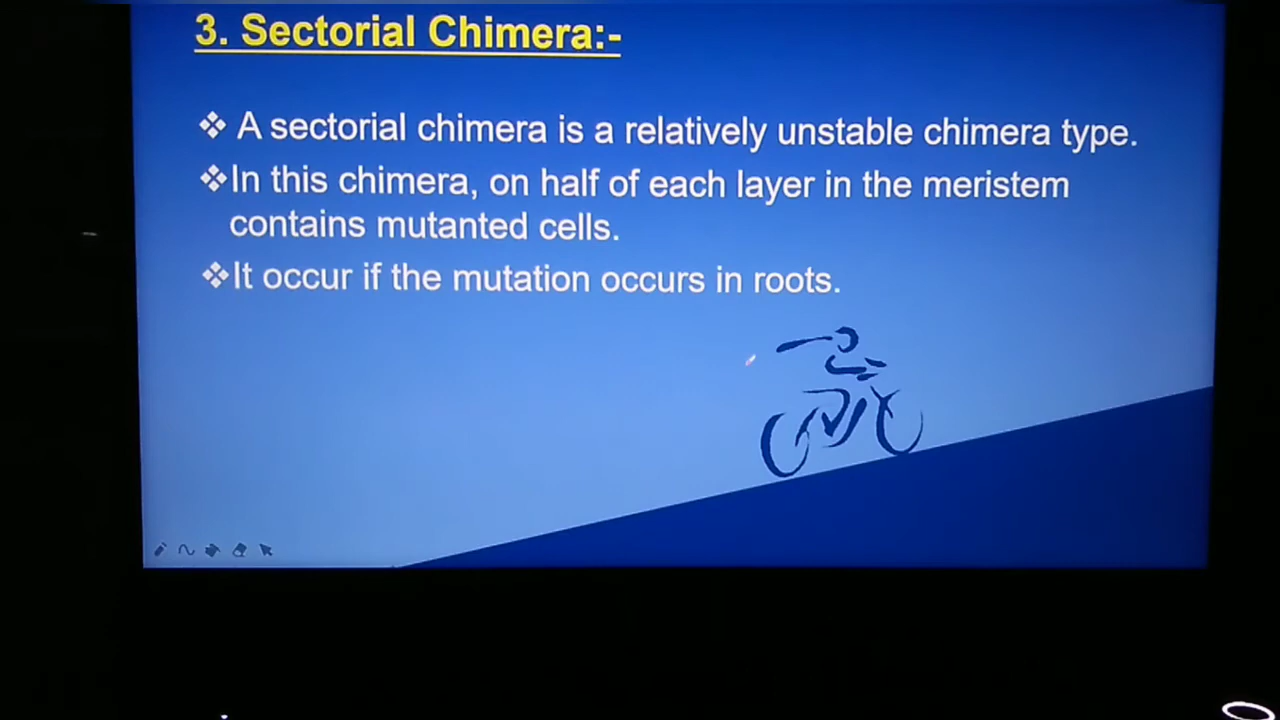 3. Sectorial Chimera:-
❖ A sectorial chimera is a relatively unstable chimera type.
❖In this chimera, on half of each layer in the meristem
contains mutanted cells.
❖It occur if the mutation occurs in roots.